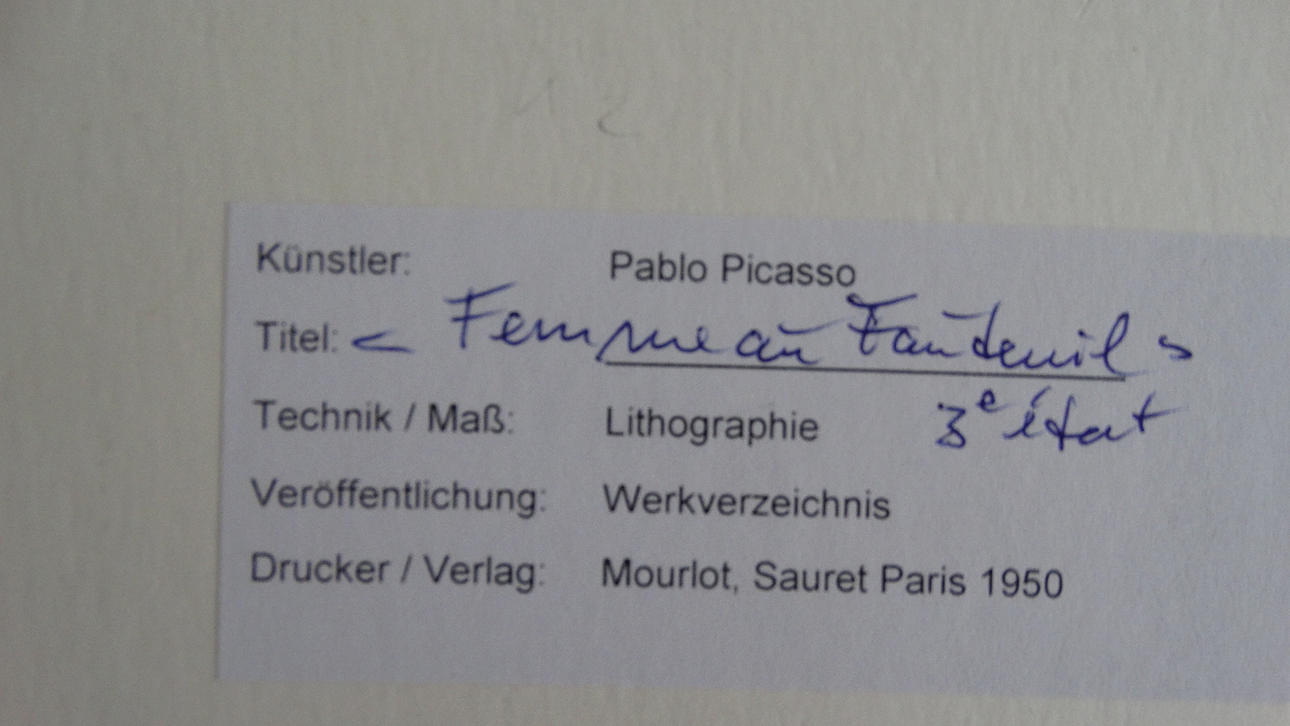 12
Künstler: Pablo Picasso
Titel: < Femme au Fauteuil >
Technik / Maß: Lithographie 3e état
Veröffentlichung: Werkverzeichnis
Drucker / Verlag: Mourlot, Sauret Paris 1950